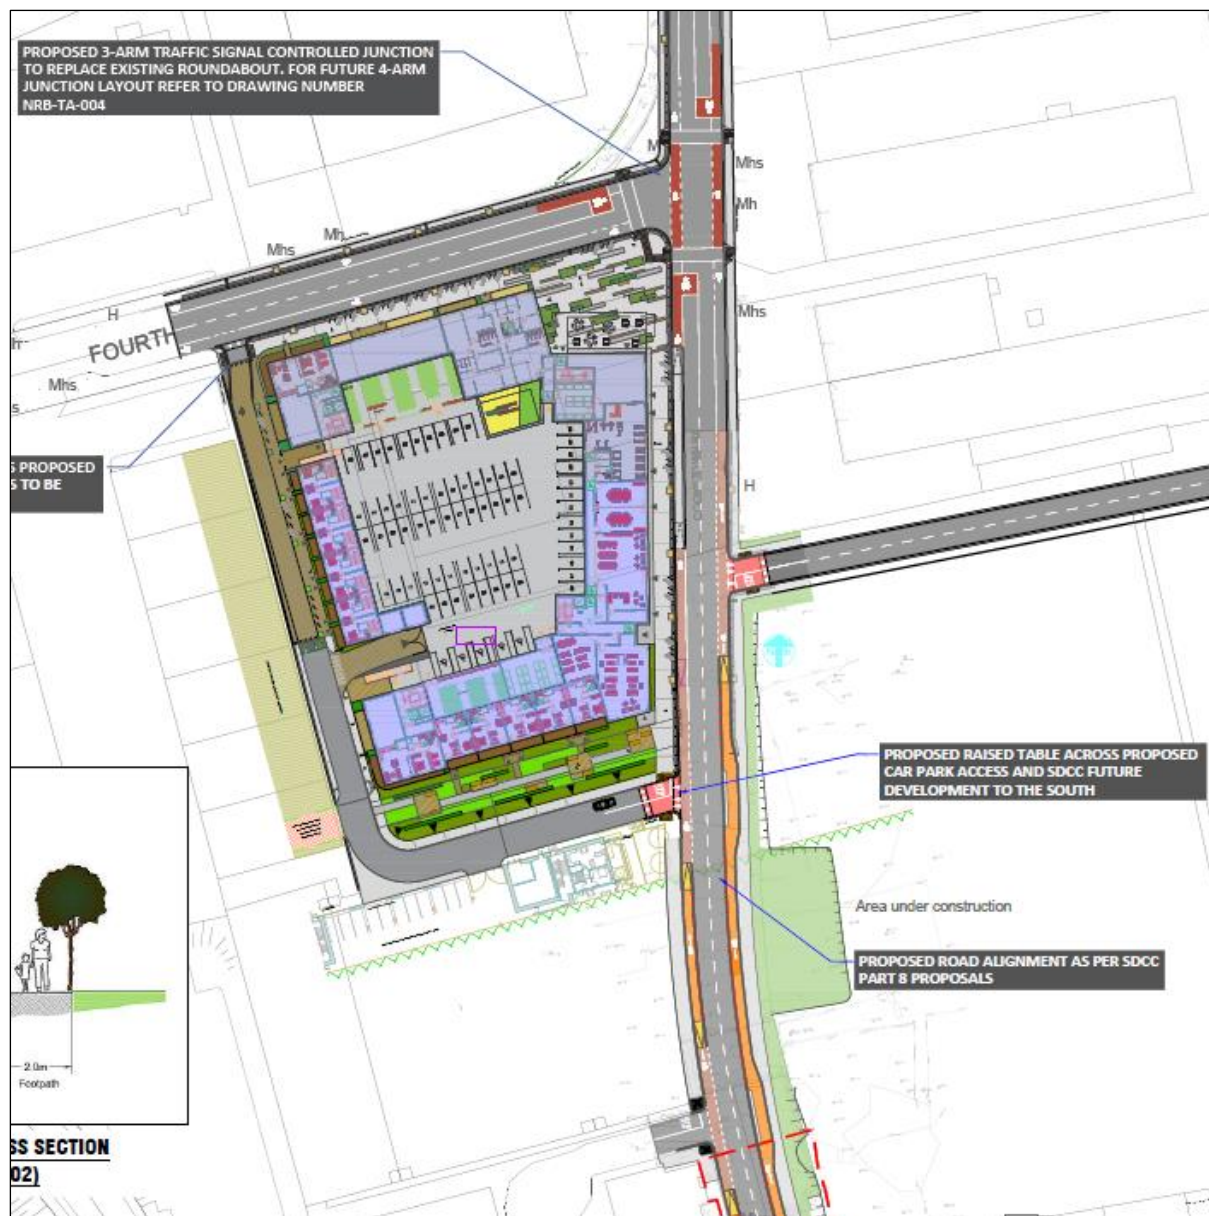 PROPOSED 3-ARM TRAFFIC SIGNAL CONTROLLED JUNCTION
TO REPLACE EXISTING ROUNDABOUT. FOR FUTURE 4-ARM
JUNCTION LAYOUT REFER TO DRAWING NUMBER
NRB-TA-004
Mhs
Mh
Mh
Mhs
H
Mhs
FOURTH
Mhs
PROPOSED
TO BE
H
PROPOSED RAISED TABLE ACROSS PROPOSED
CAR PARK ACCESS AND SDCC FUTURE
DEVELOPMENT TO THE SOUTH
Area under construction
PROPOSED ROAD ALIGNMENT AS PER SDCC
PART 8 PROPOSALS
2.0m
Footpath
SS SECTION
02)